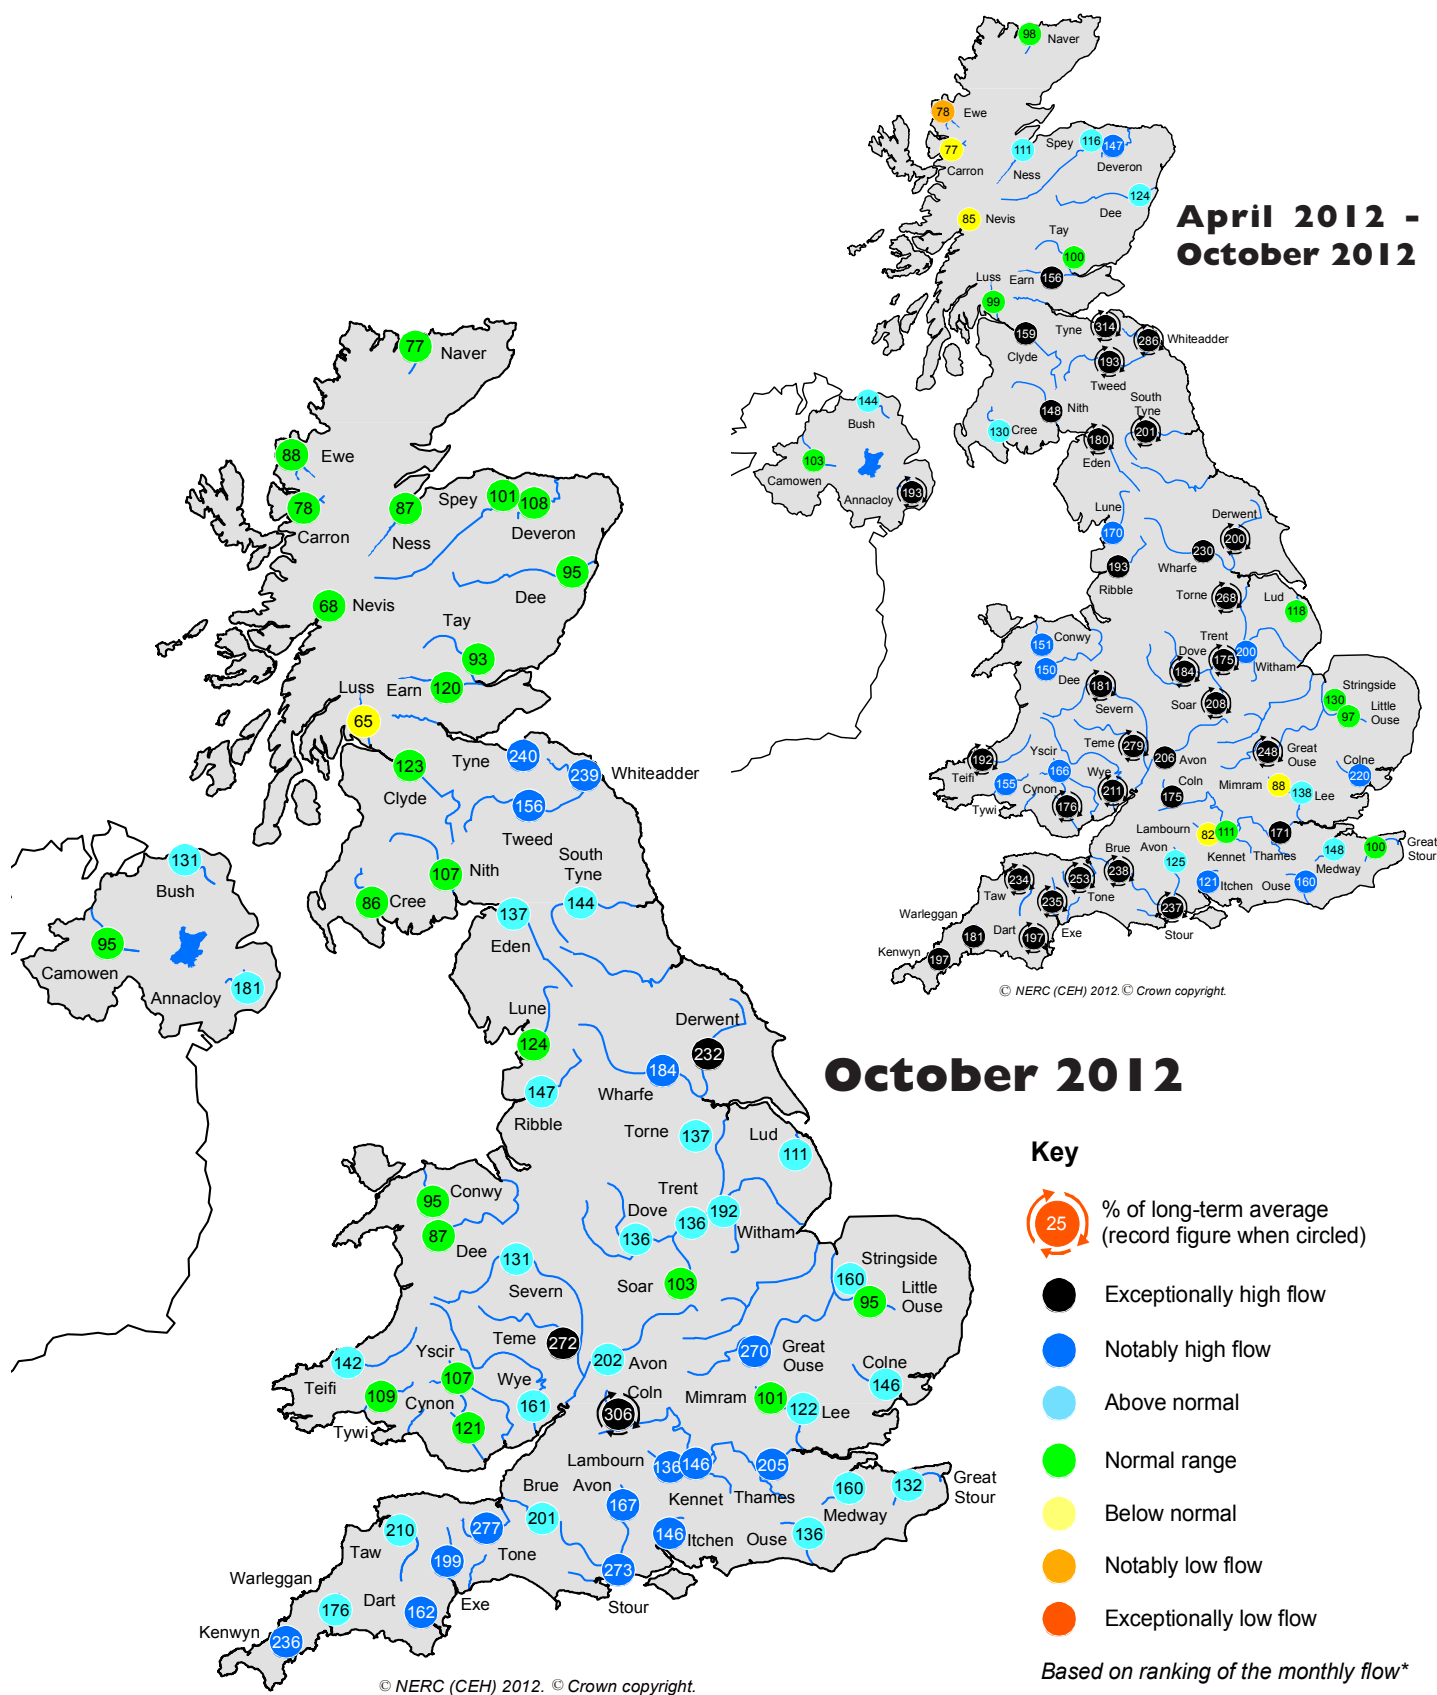 98
Naver
78
Ewe
77
Carron
111
Ness
Spey
116
147
Deveron
124
Dee
85
Nevis
Tay
100
Luss
Earn
156
99
April 2012 -
October 2012
159
Clyde
Tyne
314
286
Whiteadder
193
Tweed
148
Nith
130
Cree
South
Tyne
201
180
Eden
144
Bush
103
Camowen
Annacloy
193
Lune
170
Derwent
200
230
Wharfe
193
Ribble
Torne
268
Lud
118
151
Conwy
150
Dee
Trent
Dove
175
200
Witham
184
181
Severn
Soar
208
Stringside
130
97
Little
Ouse
192
Teifi
Teme
279
206
Avon
248
Great
Ouse
Yscir
166
155
Tywi
Cynon
176
Wye
211
Coln
175
Mimram
88
138
Lee
Colne
220
Lambourn
82
111
Kennet
171
Thames
148
Medway
100
Great
Stour
Avon
125
121
Itchen
Ouse
160
Brue
238
234
Taw
253
Tone
235
Exe
237
Stour
Warleggan
181
Dart
197
Kenwyn
197
© NERC (CEH) 2012. © Crown copyright.
77
Naver
88
Ewe
78
Carron
87
Ness
Spey
101
108
Deveron
95
Dee
68
Nevis
Tay
93
Luss
Earn
120
65
123
Clyde
Tyne
240
239
Whiteadder
156
Tweed
107
Nith
86
Cree
South
Tyne
144
137
Eden
131
Bush
95
Camowen
Annacloy
181
Lune
124
Derwent
232
184
Wharfe
147
Ribble
Torne
137
Lud
111
October 2012
95
Conwy
87
Dee
Trent
Dove
136
136
192
Witham
131
Severn
Soar
103
Stringside
160
95
Little
Ouse
142
Teifi
Teme
272
202
Avon
270
Great
Ouse
Yscir
107
109
Tywi
Cynon
121
Wye
161
Coln
306
Mimram
101
122
Lee
Colne
146
Lambourn
136
146
Kennet
205
Thames
160
Medway
132
Great
Stour
Brue
201
Avon
167
146
Itchen
Ouse
136
210
Taw
277
Tone
199
Exe
273
Stour
Warleggan
176
Dart
162
Kenwyn
236
© NERC (CEH) 2012. © Crown copyright.
Key
25
% of long-term average
(record figure when circled)
Exceptionally high flow
Notably high flow
Above normal
Normal range
Below normal
Notably low flow
Exceptionally low flow
Based on ranking of the monthly flow*